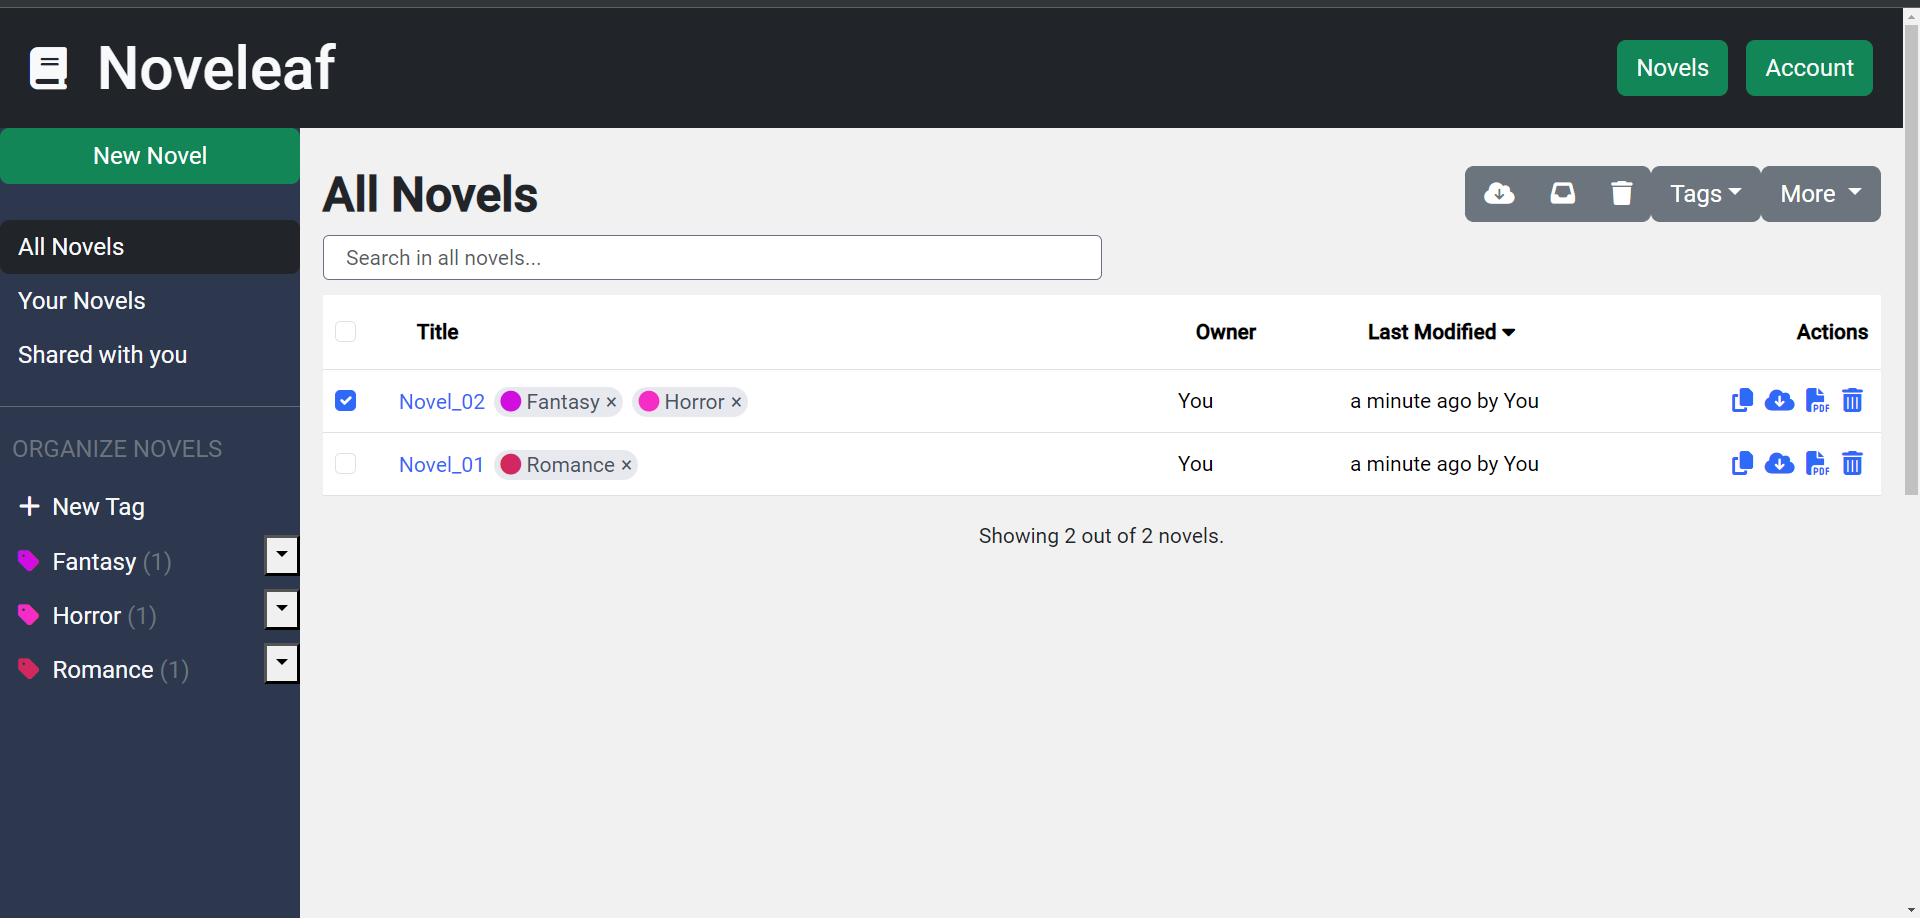 Noveleaf
Novels
Account
New Novel
All Novels
Your Novels
Shared with you
ORGANIZE NOVELS
New Tag
Fantasy (1)
Horror (1)
Romance (1)
All Novels
Tags
More
Search in all novels...
Title Owner Last Modified Actions
Novel_02 Fantasy × Horror × You a minute ago by You PDF
Novel_01 Romance × You a minute ago by You PDF
Showing 2 out of 2 novels.